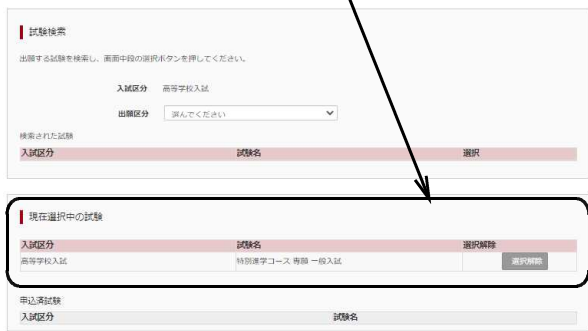 試験検索
出願する試験を検索し、画面中段の選択ボタンを押してください。
入試区分 高等学校入試
出願区分 選んでください
検索された試験
入試区分 試験名 選択
現在選択中の試験
入試区分 試験名 選択解除
高等学校入試 特別進学コース 専願 一般入試 選択解除
申込済試験
入試区分 試験名